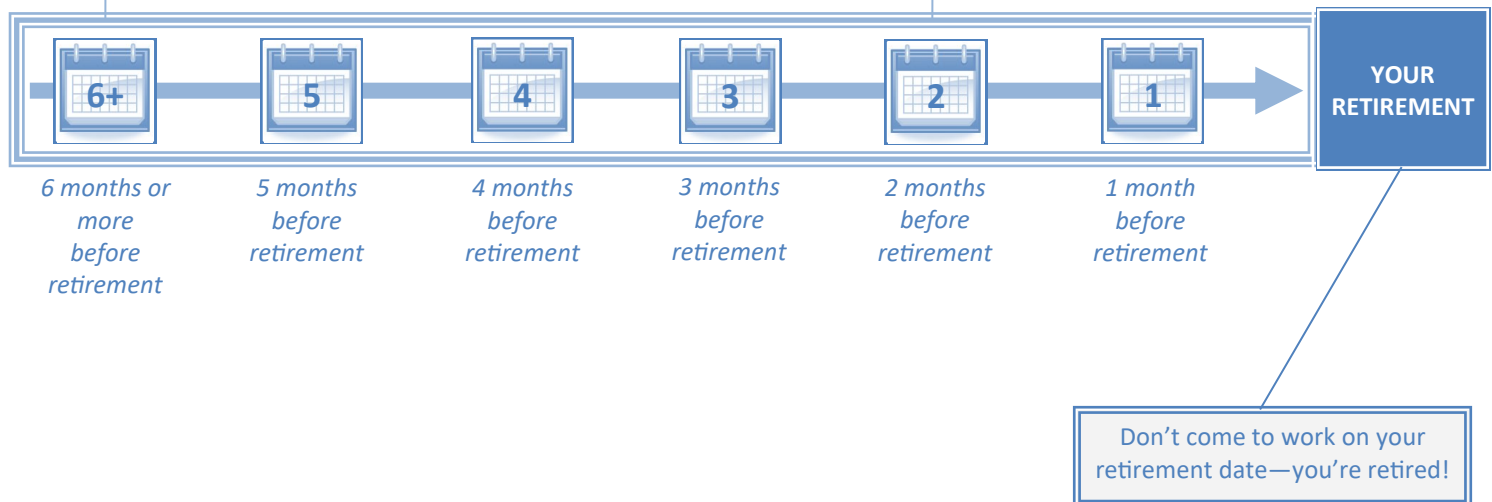 6+
5
4
3
2
1
YOUR
RETIREMENT
6 months or
more
before
retirement
5 months
before
retirement
4 months
before
retirement
3 months
before
retirement
2 months
before
retirement
1 month
before
retirement
Don’t come to work on your
retirement date—you’re retired!